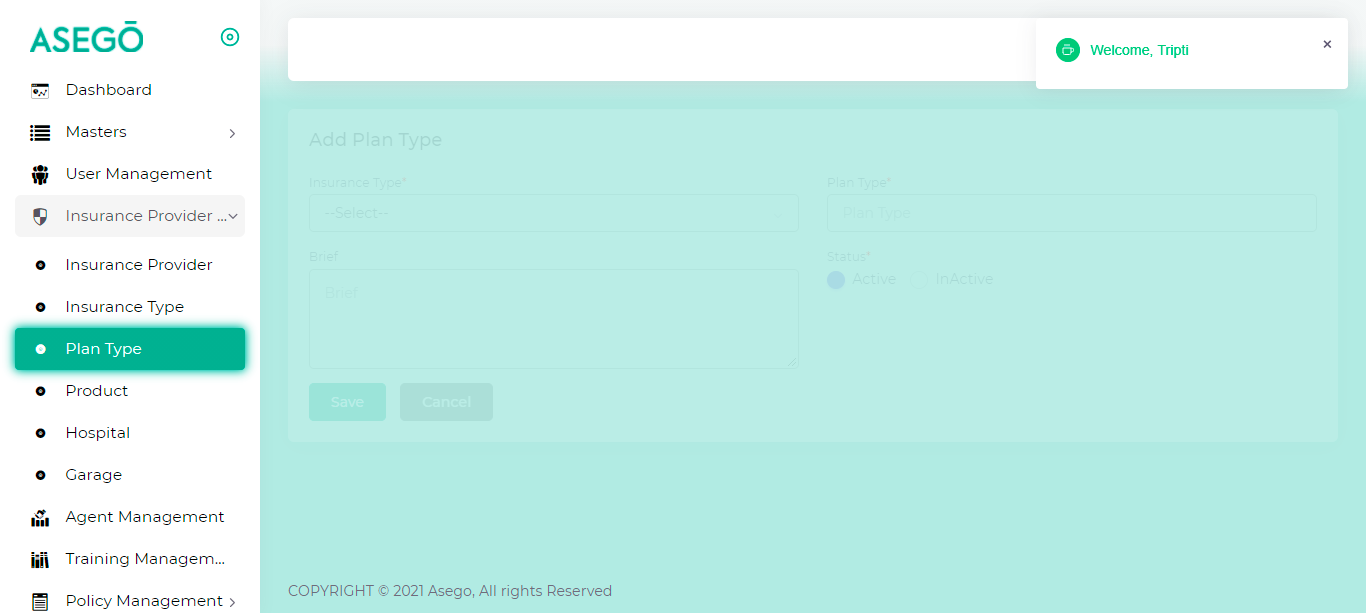 ASEGŌ
Dashboard
Masters
User Management
Insurance Provider ...
Insurance Provider
Insurance Type
Plan Type
Product
Hospital
Garage
Agent Management
Training Managem...
Policy Management
Welcome, Tripti
×
Add Plan Type
Insurance Type*
Plan Type*
--Select--
Plan Type
Brief
Status*
Brief
Active
InActive
Save
Cancel
COPYRIGHT © 2021 Asego, All rights Reserved